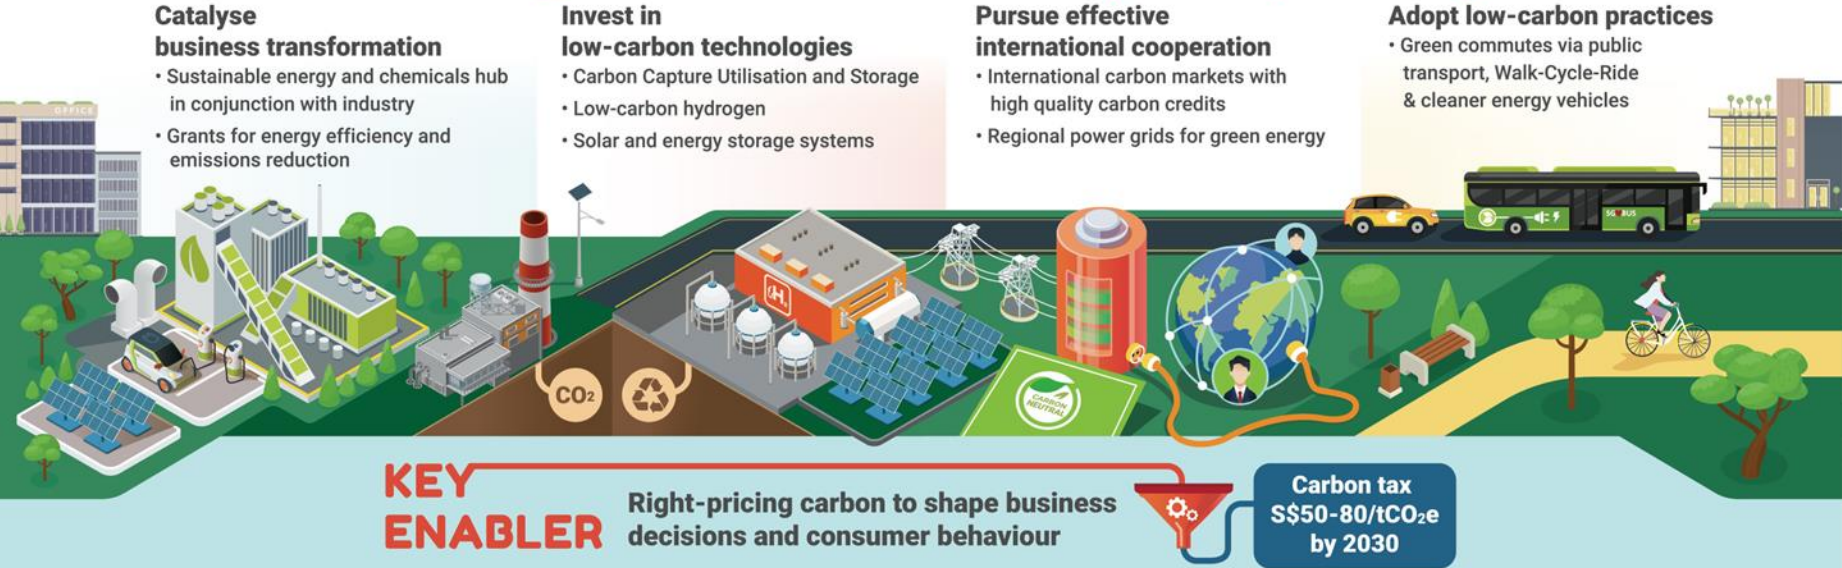 Catalyse
business transformation
• Sustainable energy and chemicals hub
in conjunction with industry
• Grants for energy efficiency and
emissions reduction
Invest in
low-carbon technologies
• Carbon Capture Utilisation and Storage
• Low-carbon hydrogen
• Solar and energy storage systems
Pursue effective
international cooperation
• International carbon markets with
high quality carbon credits
• Regional power grids for green energy
Adopt low-carbon practices
• Green commutes via public
transport, Walk-Cycle-Ride
& cleaner energy vehicles
OFFICE
SG♥BUS
H₂
CO₂
CARBON
NEUTRAL
KEY
ENABLER
Right-pricing carbon to shape business
decisions and consumer behaviour
Carbon tax
S$50-80/tCO₂e
by 2030